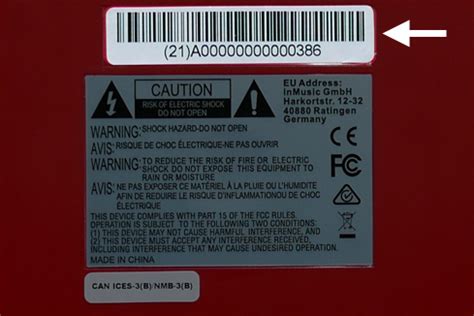 (21)A00000000000386
CAUTION
RISK OF ELECTRIC SHOCK
DO NOT OPEN
EU Address:
InMusic GmbH
Harkortstr. 12-32
40880 Ratingen
Germany
WARNING: SHOCK HAZARD-DO NOT OPEN
AVIS: RISQUE DE CHOC ÉLECTRIQUE-NE PAS OUVRIR
WARNING: TO REDUCE THE RISK OF FIRE OR ELECTRIC
SHOCK DO NOT EXPOSE THIS EQUIPMENT TO
RAIN OR MOISTURE
AVIS: NE PAS EXPOSER CE MATÉRIEL À LA PLUIE OU L'HUMIDITE
AFIN DE REDUIRE LE RISQUE D'INFLAMMATIONOU DE CHOC
ÉLECTRIQUE
THIS DEVICE COMPLIES WITH PART 15 OF THE FCC RULES.
OPERATION IS SUBJECT TO THE FOLLOWING TWO CONDITIONS:
(1) THIS DEVICE MAY NOT CAUSE HARMFUL INTERFERENCE, AND
(2) THIS DEVICE MUST ACCEPT ANY INTERFERENCE INCLUDING
INTERFERENCE THAT MAY CAUSE UNDESIRED OPERATION.
MADE IN CHINA
CE
FC
CAN ICES-3(B)/NMB-3(B)